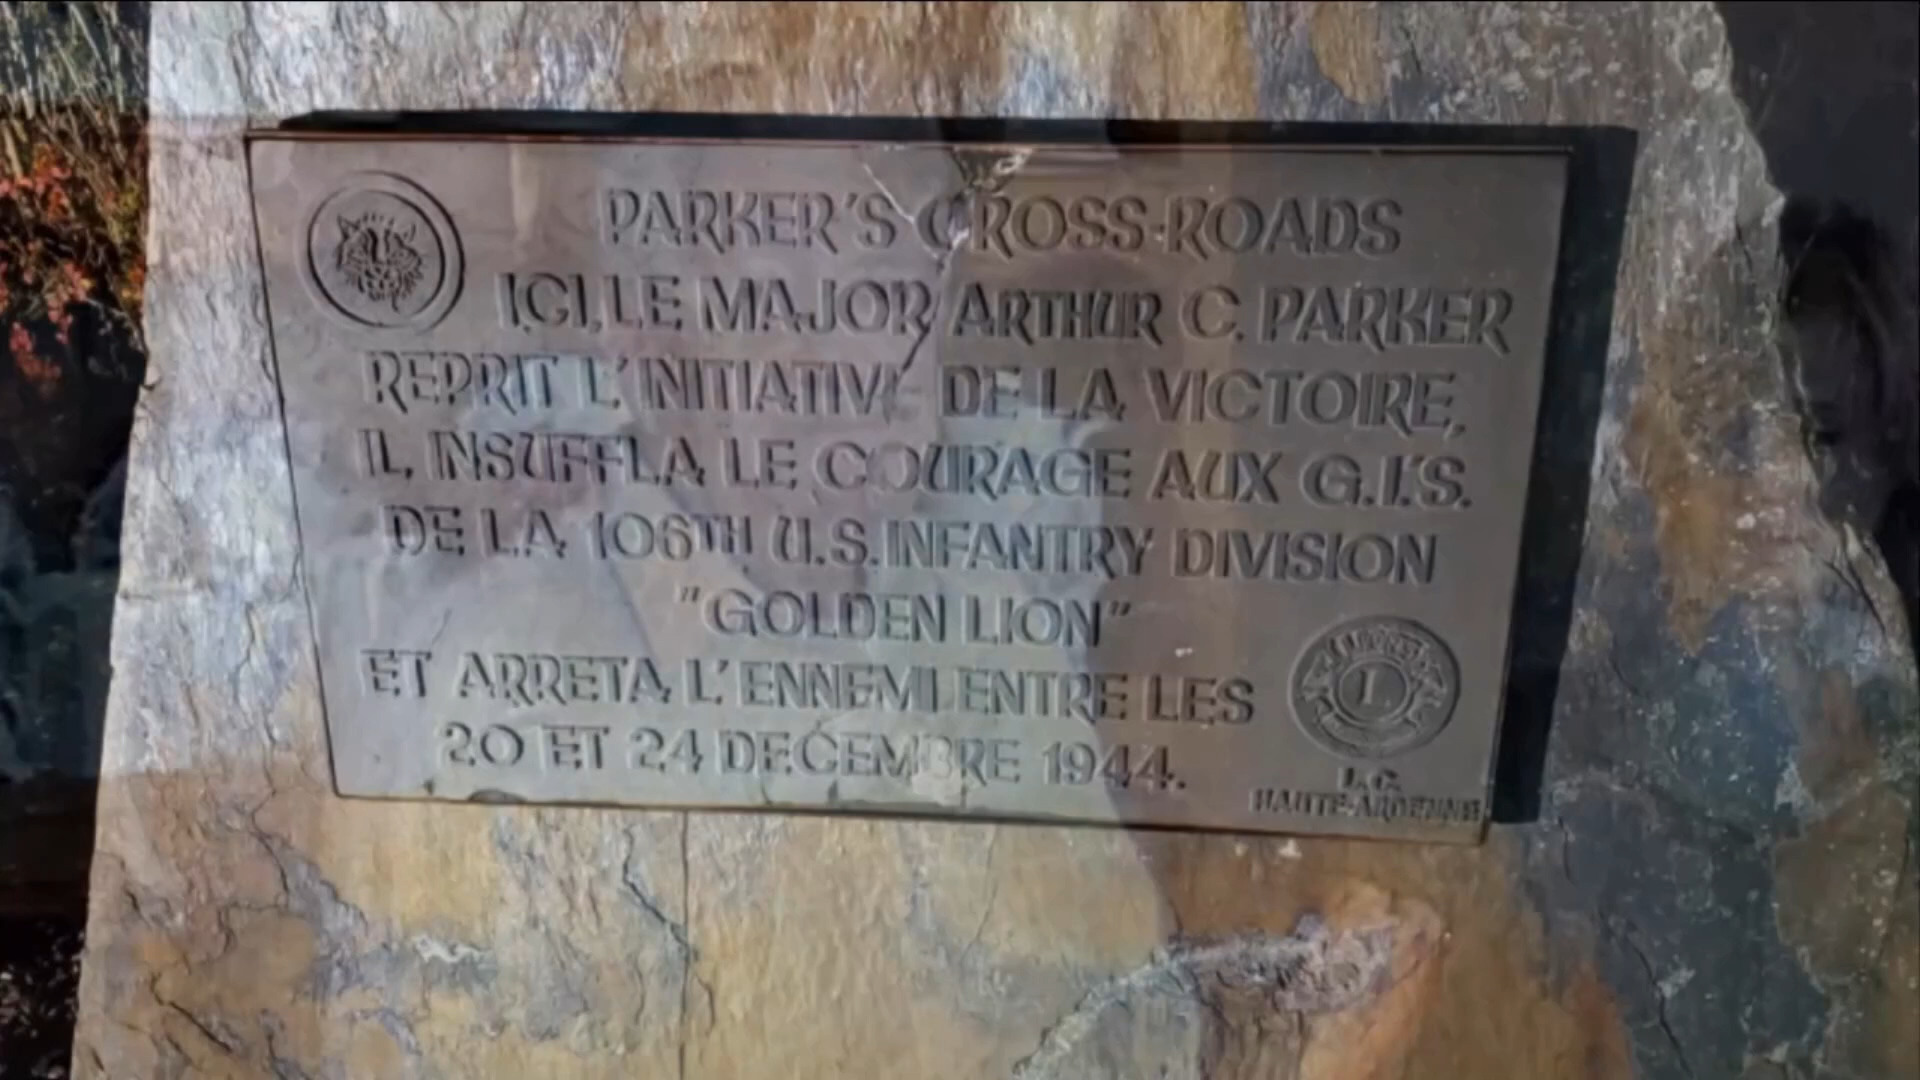 PARKER'S CROSS-ROADS
ICI, LE MAJOR ARTHUR C. PARKER
REPRIT L'INITIATIVE DE LA VICTOIRE,
IL INSUFFLA LE COURAGE AUX G.I.'S.
DE LA 106TH U.S. INFANTRY DIVISION
"GOLDEN LION"
ET ARRETA L'ENNEMI ENTRE LES
20 ET 24 DECEMBRE 1944.
L
L.C.
HAUTE-ARDENNE